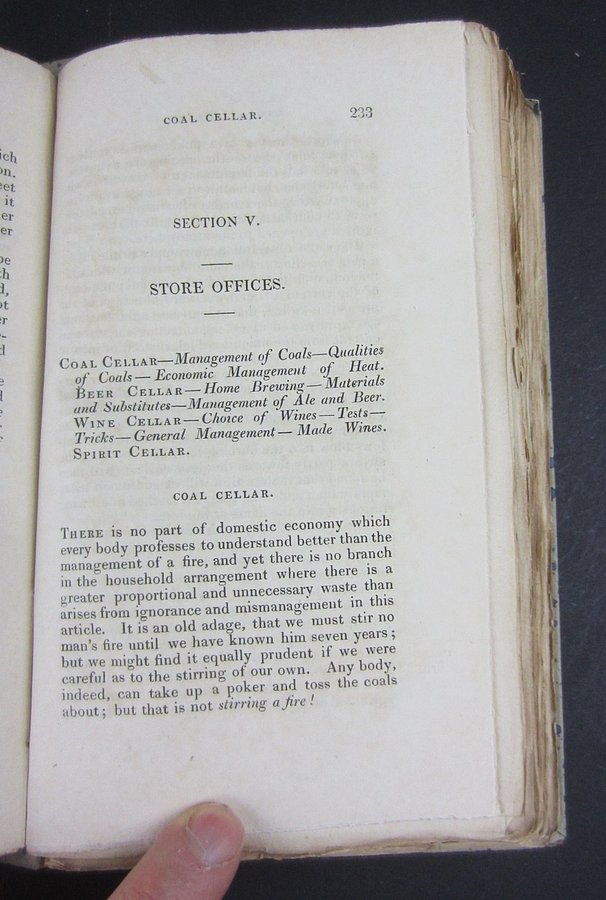 COAL CELLAR. 233
SECTION V.
STORE OFFICES.
COAL CELLAR—Management of Coals—Qualities
of Coals—Economic Management of Heat.
BEER CELLAR—Home Brewing—Materials
and Substitutes—Management of Ale and Beer.
WINE CELLAR—Choice of Wines—Tests—
Tricks—General Management—Made Wines.
SPIRIT CELLAR.
COAL CELLAR.
THERE is no part of domestic economy which
every body professes to understand better than the
management of a fire, and yet there is no branch
in the household arrangement where there is a
greater proportional and unnecessary waste than
arises from ignorance and mismanagement in this
article. It is an old adage, that we must stir no
man's fire until we have known him seven years;
but we might find it equally prudent if we were
careful as to the stirring of our own. Any body,
indeed, can take up a poker and toss the coals
about; but that is not stirring a fire!